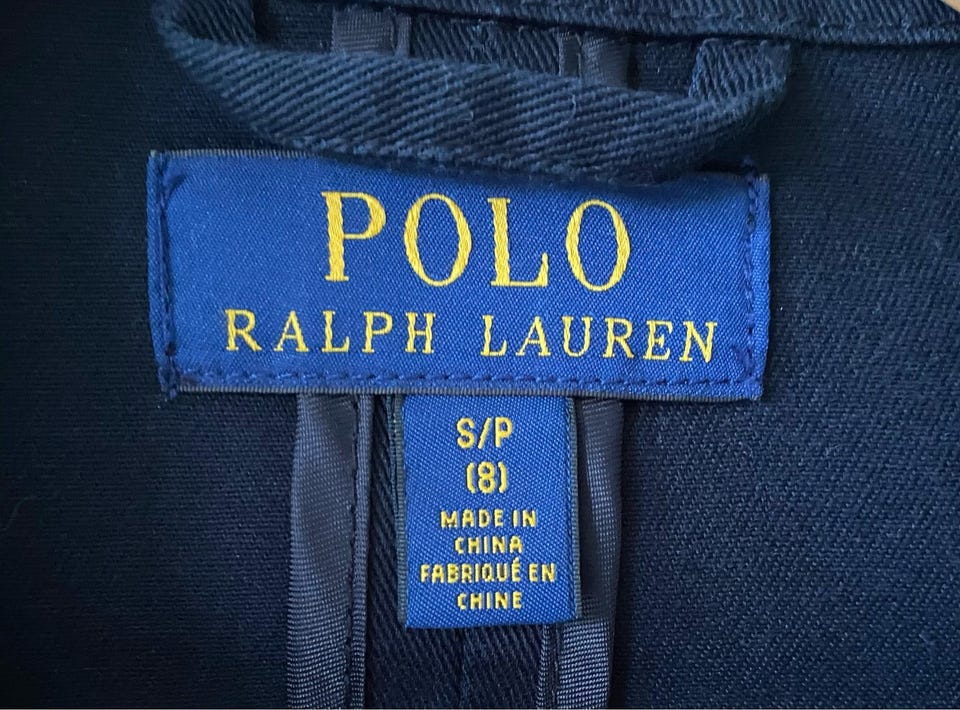 POLO
RALPH LAUREN
S/P
(8)
MADE IN
CHINA
FABRIQUÉ EN
CHINE